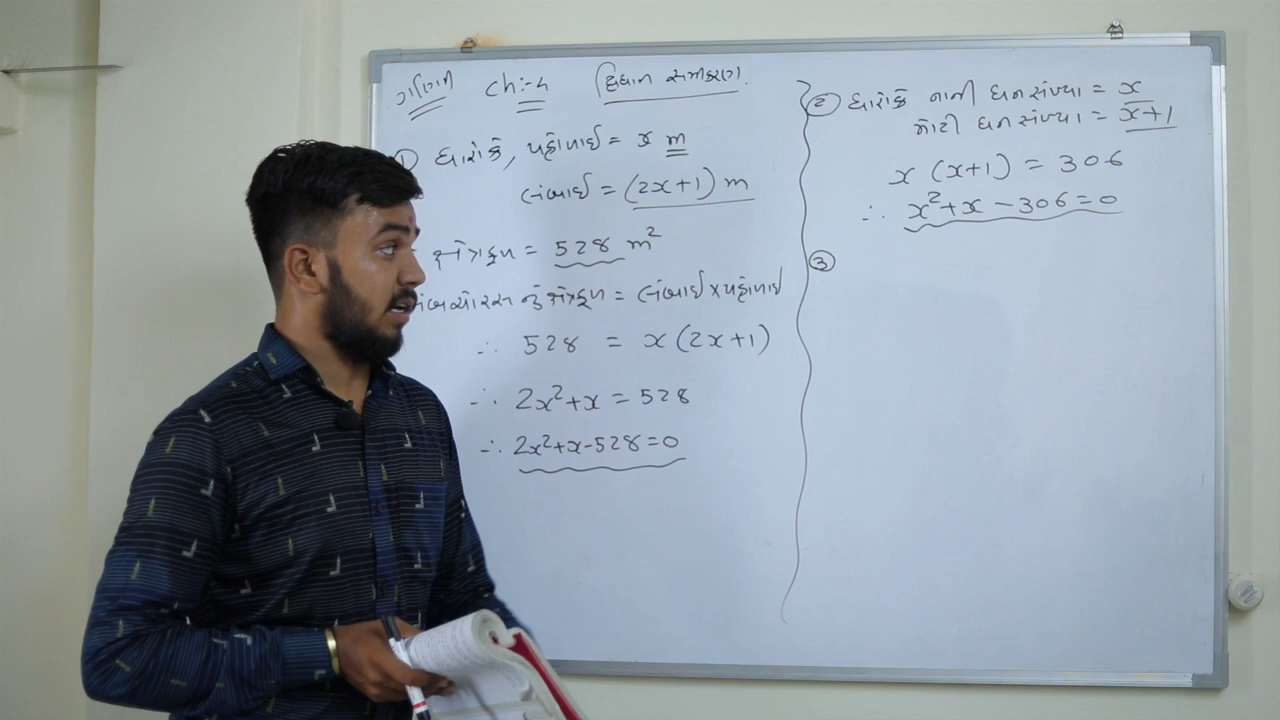 ગણિત Ch:-4 દ્વિઘાત સમીકરણ
① ધારોકે, પહોળાઈ = x m
લંબાઈ = (2x+1) m
ક્ષેત્રફળ = 528 m²
લંબચોરસ નું ક્ષેત્રફળ = લંબાઈ x પહોળાઈ
∴ 528 = x(2x+1)
∴ 2x²+x = 528
∴ 2x²+x-528=0
② ધારોકે નાની ધન સંખ્યા = x
મોટી ધન સંખ્યા = x+1
x (x+1) = 306
∴ x²+x-306=0
③